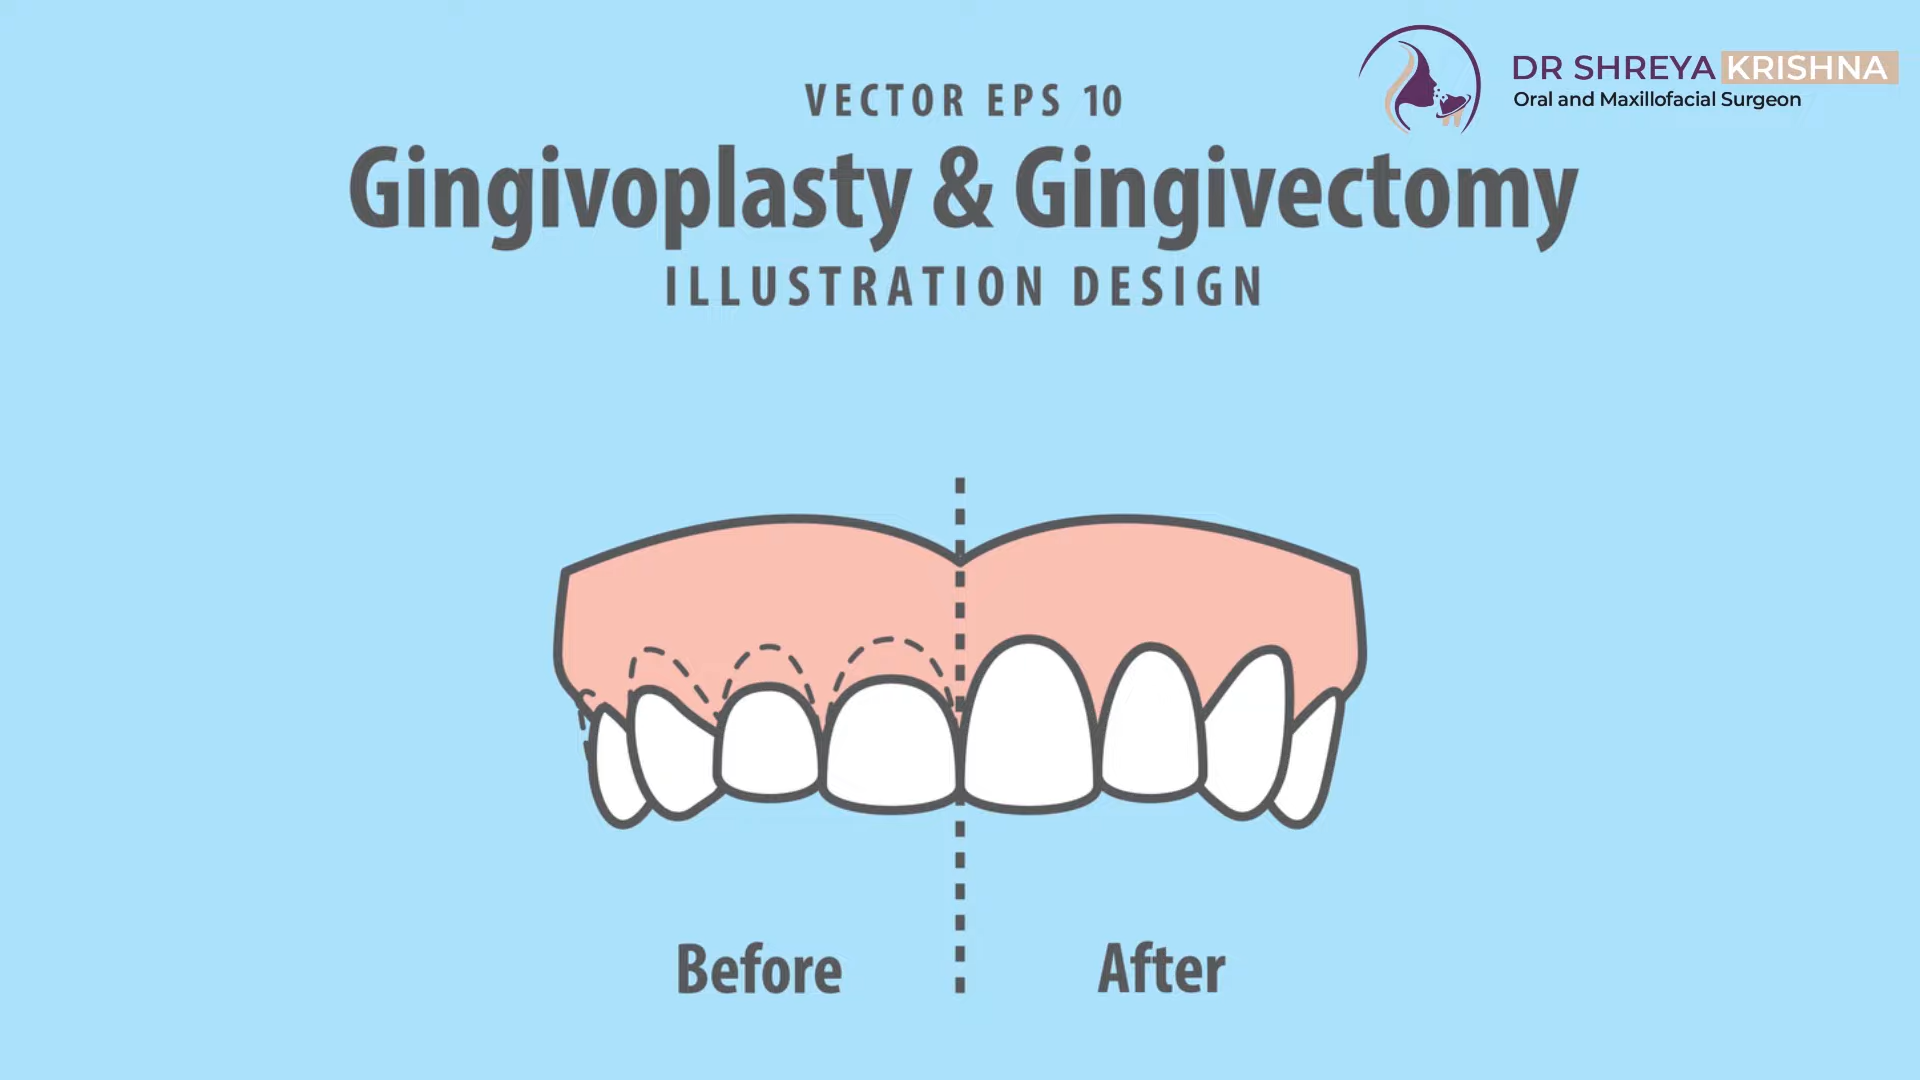 VECTOR EPS 10
Gingivoplasty & Gingivectomy
ILLUSTRATION DESIGN
DR SHREYA KRISHNA
Oral and Maxillofacial Surgeon
Before
After